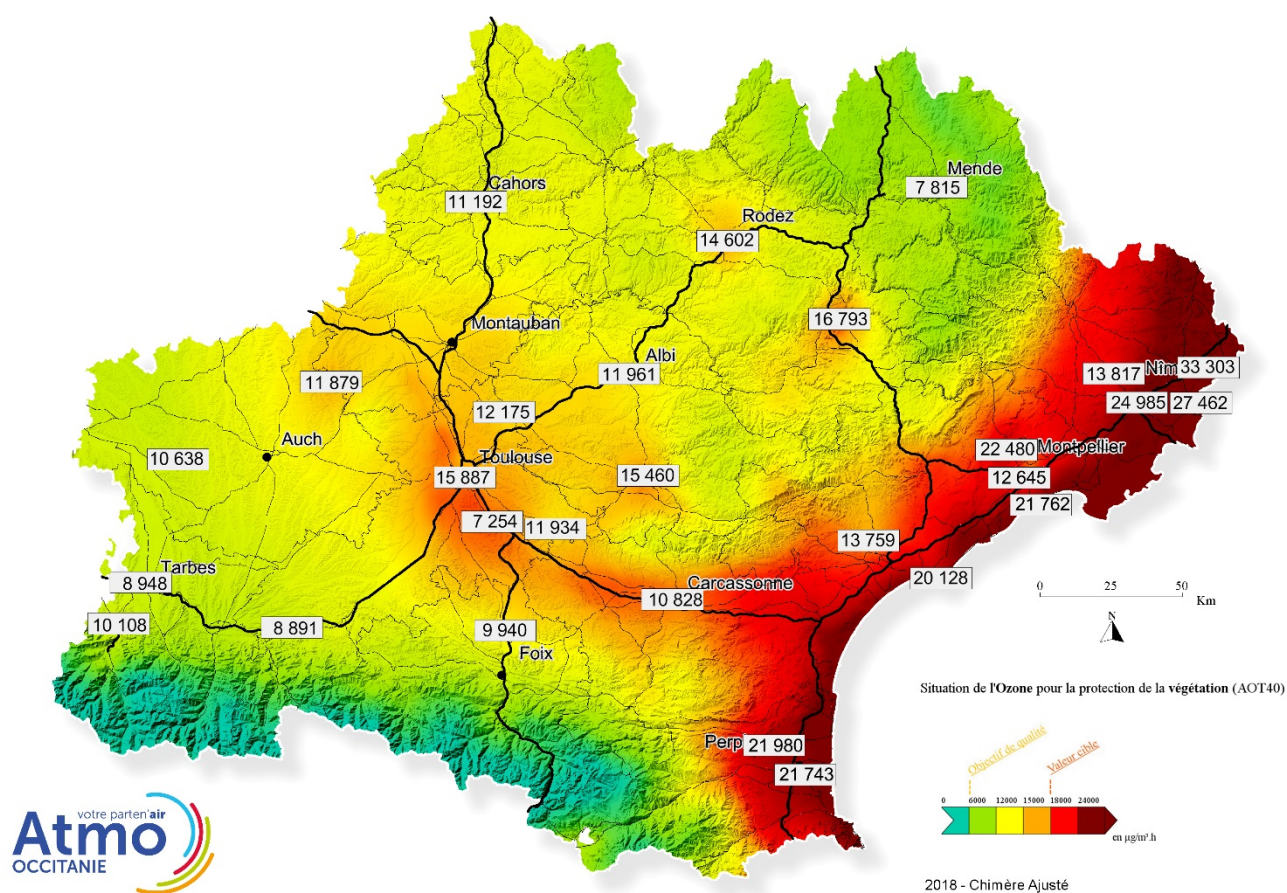 Cahors
11 192
Mende
7 815
Rodez
14 602
16 793
Montauban
Albi
11 961
11 879
12 175
13 817
Nîm
33 303
24 985
27 462
Auch
10 638
Toulouse
15 887
15 460
22 480
Montpellier
12 645
21 762
7 254
11 934
13 759
20 128
Tarbes
8 948
Carcassonne
10 828
10 108
8 891
9 940
Foix
0 25 50
Km
N
Perp
21 980
21 743
Situation de l'Ozone pour la protection de la végétation (AOT40)
Objectif de qualité
Valeur cible
0 6000 12000 15000 18000 24000
en µg/m³.h
votre parten'air
Atmo
OCCITANIE
2018 - Chimère Ajusté